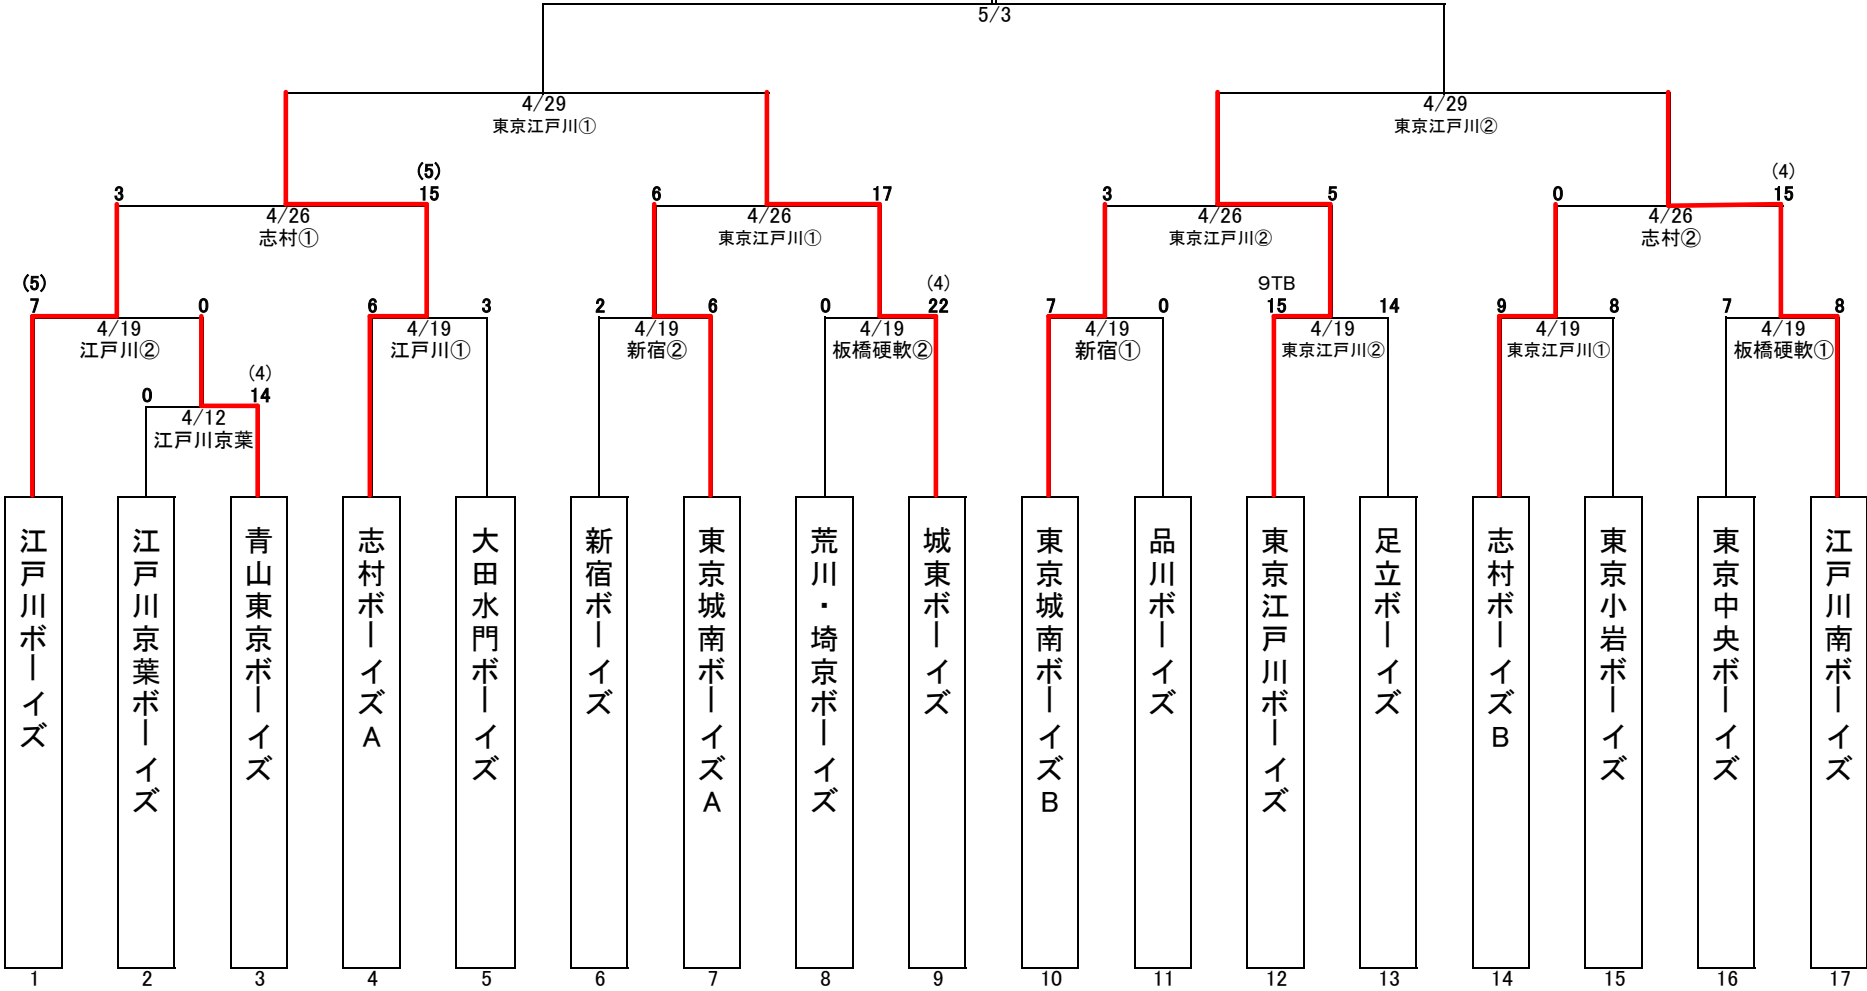 5/3
4/29
東京江戸川①
4/29
東京江戸川②
(5)
(4)
3
15
6
17
3
5
0
15
4/26
志村①
4/26
東京江戸川①
4/26
東京江戸川②
4/26
志村②
(5)
(4)
9TB
7
0
6
3
2
6
0
22
7
0
15
14
9
8
7
8
4/19
江戸川②
4/19
江戸川①
4/19
新宿②
4/19
板橋硬軟②
4/19
新宿①
4/19
東京江戸川②
4/19
東京江戸川①
4/19
板橋硬軟①
(4)
0
14
4/12
江戸川京葉
江戸川ボーイズ
江戸川京葉ボーイズ
青山東京ボーイズ
志村ボーイズA
大田水門ボーイズ
新宿ボーイズ
東京城南ボーイズA
荒川・埼京ボーイズ
城東ボーイズ
東京城南ボーイズB
品川ボーイズ
東京江戸川ボーイズ
足立ボーイズ
志村ボーイズB
東京小岩ボーイズ
東京中央ボーイズ
江戸川南ボーイズ
1
2
3
4
5
6
7
8
9
10
11
12
13
14
15
16
17